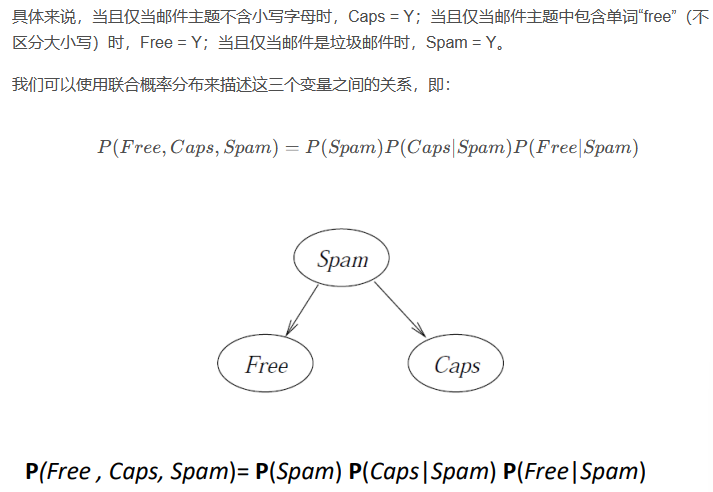 具体来说，当且仅当邮件主题不含小写字母时，Caps = Y；当且仅当邮件主题中包含单词“free”（不
区分大小写）时，Free = Y；当且仅当邮件是垃圾邮件时，Spam = Y。
我们可以使用联合概率分布来描述这三个变量之间的关系，即：
P(Free, Caps, Spam) = P(Spam)P(Caps|Spam)P(Free|Spam)
Spam
Free
Caps
P(Free , Caps, Spam)= P(Spam) P(Caps|Spam) P(Free|Spam)